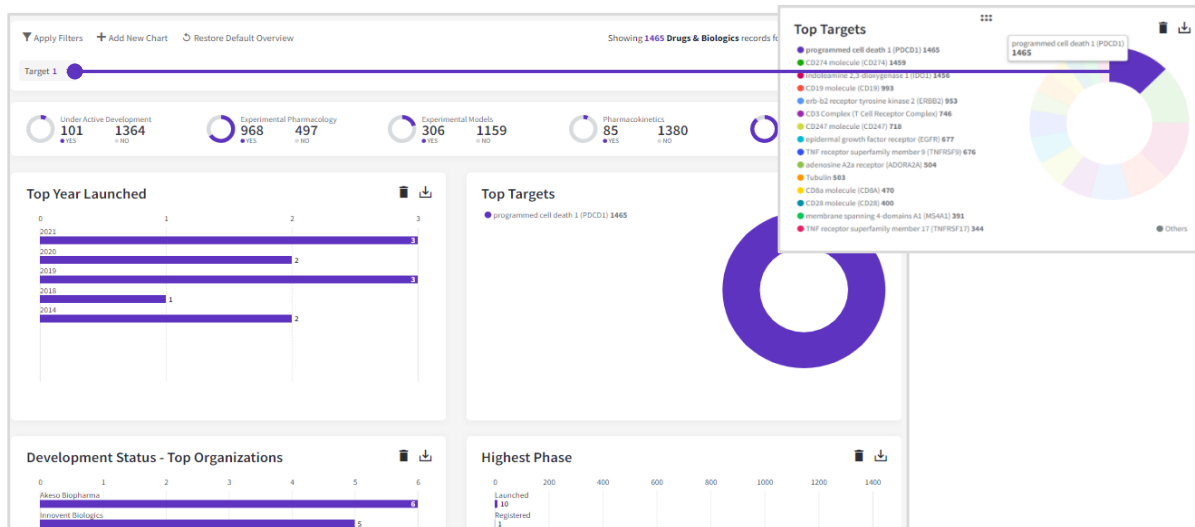 Apply Filters Add New Chart Restore Default Overview
Showing 1465 Drugs & Biologics records fo
Target 1
Under Active Development
101 1364
YES NO
Experimental Pharmacology
968 497
YES NO
Experimental Models
306 1159
YES NO
Pharmacokinetics
85 1380
YES NO
Top Targets
programmed cell death 1 (PDCD1) 1465
CD274 molecule (CD274) 1459
indoleamine 2,3-dioxygenase 1 (IDO1) 1456
CD19 molecule (CD19) 993
erb-b2 receptor tyrosine kinase 2 (ERBB2) 953
CD3 Complex (T Cell Receptor Complex) 746
CD247 molecule (CD247) 718
epidermal growth factor receptor (EGFR) 677
TNF receptor superfamily member 9 (TNFRSF9) 676
adenosine A2a receptor (ADORA2A) 504
Tubulin 503
CD8a molecule (CD8A) 470
CD28 molecule (CD28) 400
membrane spanning 4-domains A1 (MS4A1) 391
TNF receptor superfamily member 17 (TNFRSF17) 344
Others
programmed cell death 1 (PDCD1)
1465
Top Year Launched
0 1 2 3
2021
3
2020
2
2019
3
2018
1
2014
2
Top Targets
programmed cell death 1 (PDCD1) 1465
Development Status - Top Organizations
0 1 2 3 4 5 6
Akeso Biopharma
6
Innovent Biologics
5
Highest Phase
0 200 400 600 800 1000 1200 1400
Launched
10
Registered
1